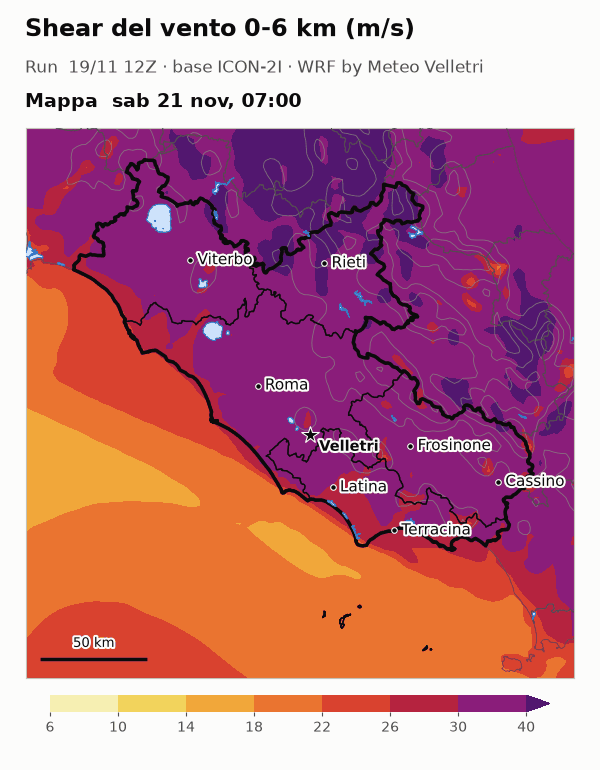 Shear del vento 0-6 km (m/s)
Run  19/11 12Z · base ICON-2I · WRF by Meteo Velletri
Mappa  sab 21 nov, 07:00
Viterbo
Rieti
Roma
Velletri
Frosinone
Latina
Cassino
Terracina
50 km
6 10 14 18 22 26 30 40